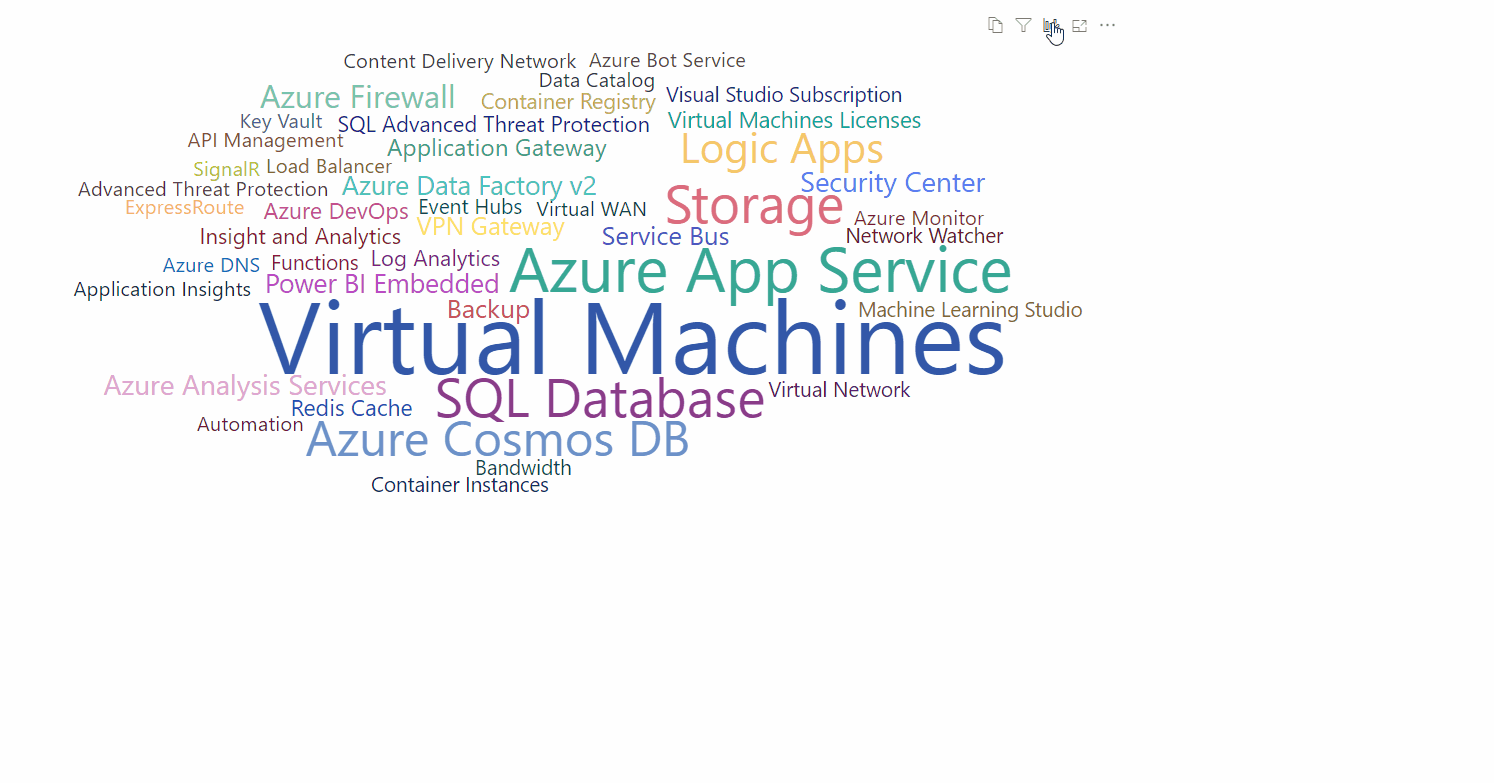 Content Delivery Network
Azure Bot Service
Data Catalog
Azure Firewall
Container Registry
Visual Studio Subscription
Key Vault
SQL Advanced Threat Protection
Virtual Machines Licenses
API Management
Application Gateway
Logic Apps
SignalR
Load Balancer
Advanced Threat Protection
Azure Data Factory v2
Security Center
ExpressRoute
Azure DevOps
Event Hubs
Virtual WAN
Storage
Azure Monitor
Insight and Analytics
VPN Gateway
Service Bus
Network Watcher
Azure DNS
Functions
Log Analytics
Azure App Service
Application Insights
Power BI Embedded
Backup
Machine Learning Studio
Virtual Machines
Azure Analysis Services
SQL Database
Virtual Network
Redis Cache
Automation
Azure Cosmos DB
Bandwidth
Container Instances